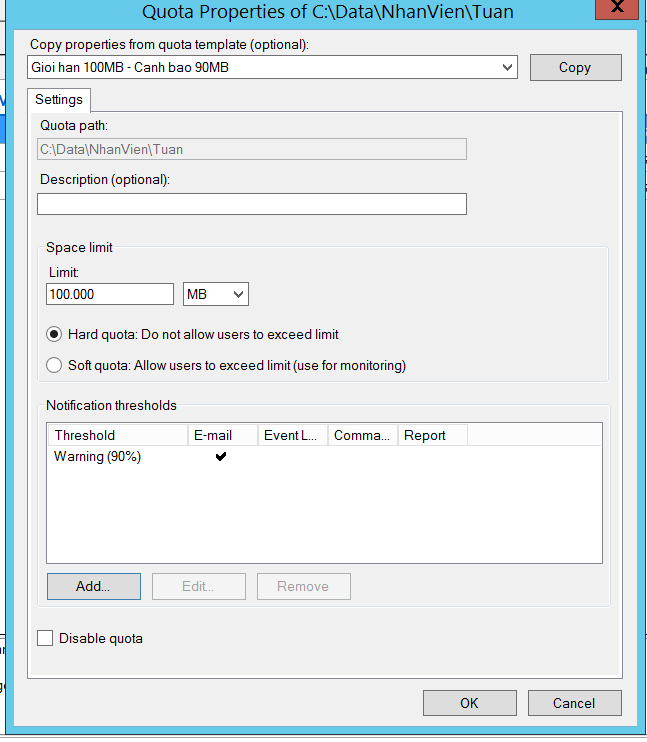 Quota Properties of C:\Data\NhanVien\Tuan
X
Copy properties from quota template (optional):
Gioi han 100MB - Canh bao 90MB
Copy
Settings
Quota path:
C:\Data\NhanVien\Tuan
Description (optional):
Space limit
Limit:
100.000 MB
Hard quota: Do not allow users to exceed limit
Soft quota: Allow users to exceed limit (use for monitoring)
Notification thresholds
Threshold E-mail Event L... Comma... Report
Warning (90%)
Add... Edit... Remove
Disable quota
OK Cancel